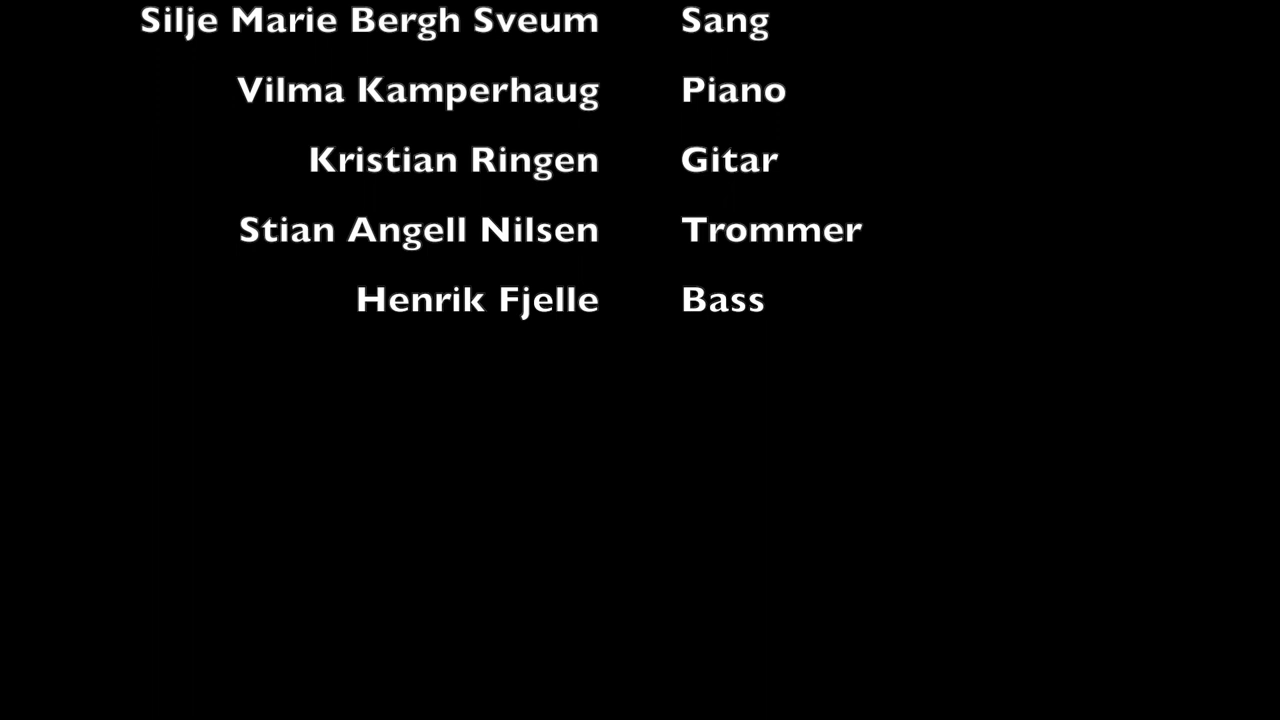 Silje Marie Bergh Sveum Sang
Vilma Kamperhaug Piano
Kristian Ringen Gitar
Stian Angell Nilsen Trommer
Henrik Fjelle Bass